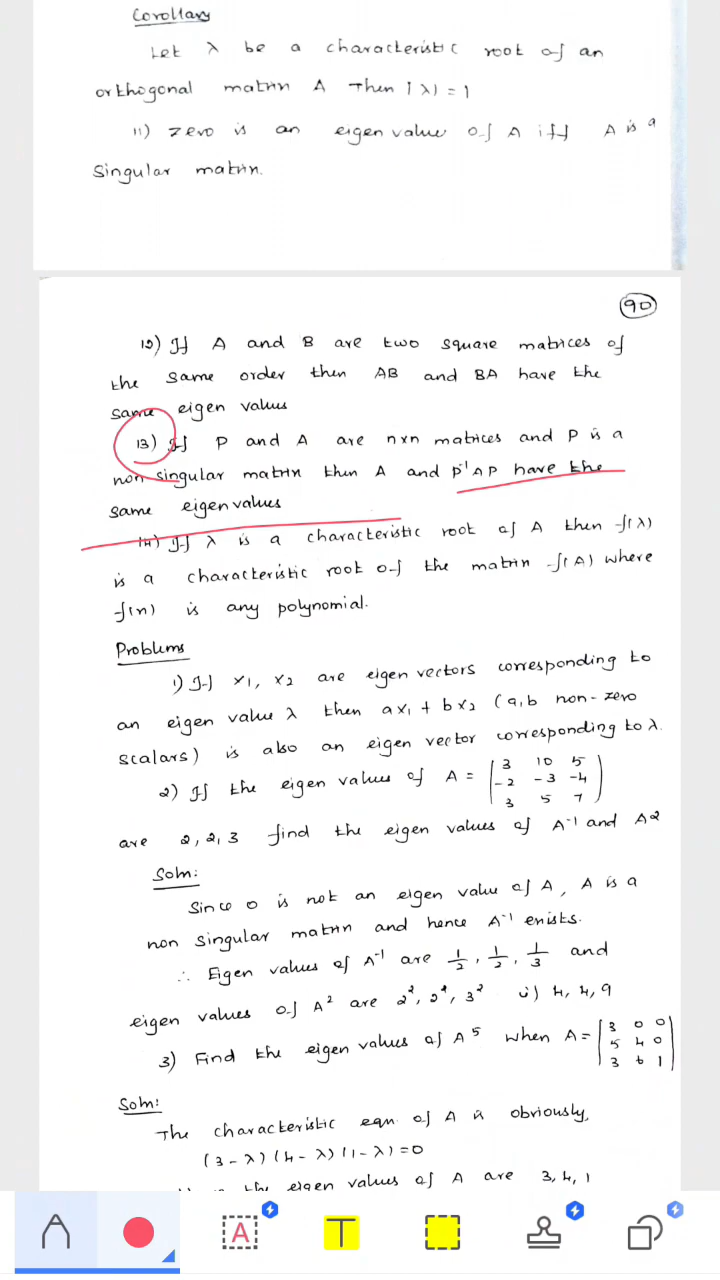 Corollary
Let λ be a characteristic root of an
orthogonal matrix A Then |λ| = 1
11) zero is an eigen value of A iff A is a
Singular matrix.
90
12) If A and B are two square matrices of
the same order then AB and BA have the
same eigen values
13) If P and A are nxn matrices and P is a
non singular matrix then A and P⁻¹AP have the
same eigen values
14) If λ is a characteristic root of A then f(λ)
is a characteristic root of the matrix f(A) where
f(x) is any polynomial.
Problems
1) If x₁, x₂ are eigen vectors corresponding to
an eigen value λ then ax₁ + bx₂ (a,b non-zero
scalars) is also an eigen vector corresponding to λ.
2) If the eigen values of A = ( 3 10 5
-2 -3 -4
3 5 7 )
are 2,2,3 find the eigen values of A⁻¹ and A²
Soln:
Since 0 is not an eigen value of A, A is a
non singular matrix and hence A⁻¹ exists.
∴ Eigen values of A⁻¹ are 1/2, 1/2, 1/3 and
eigen values of A² are 2², 2², 3² ii) 4, 4, 9
3) Find the eigen values of A⁵ when A = [ 3 0 0
5 4 0
3 6 1 ]
Soln:
The characteristic eqn. of A is obviously,
(3-λ)(4-λ)(1-λ)=0
the eigen values of A are 3, 4, 1
A
T